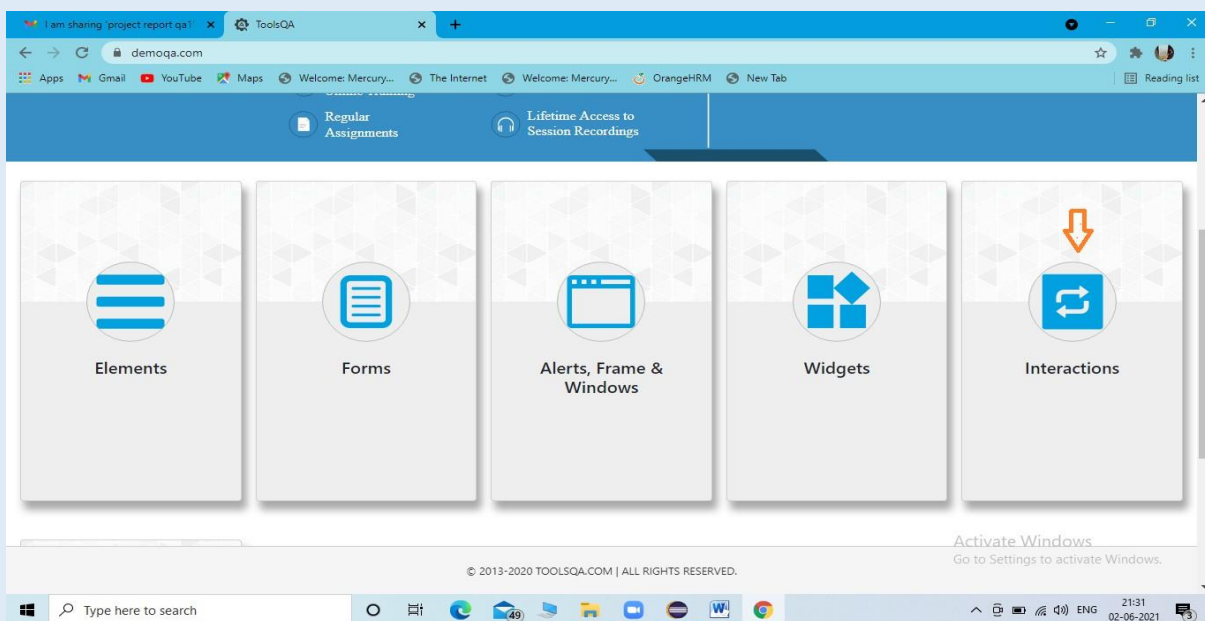 I am sharing 'project report qa1'
ToolsQA
demoqa.com
Apps
Gmail
YouTube
Maps
Welcome: Mercury...
The Internet
Welcome: Mercury...
OrangeHRM
New Tab
Reading list
Online Training
Regular
Assignments
Lifetime Access to
Session Recordings
Elements
Forms
Alerts, Frame &
Windows
Widgets
Interactions
Activate Windows
Go to Settings to activate Windows.
© 2013-2020 TOOLSQA.COM | ALL RIGHTS RESERVED.
Type here to search
49
W
ENG
21:31
02-06-2021
3